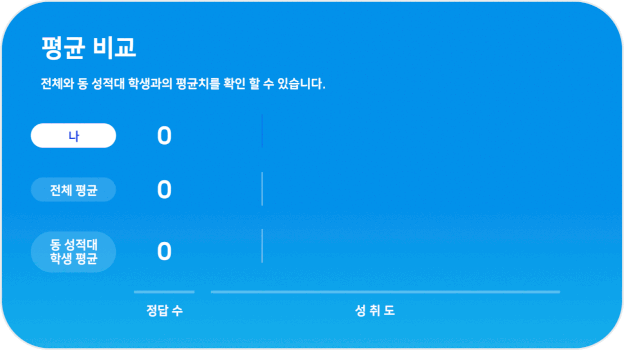 평균 비교
전체와 동 성적대 학생과의 평균치를 확인 할 수 있습니다.
나 0
전체 평균 0
동 성적대
학생 평균 0
정답 수 성 취 도